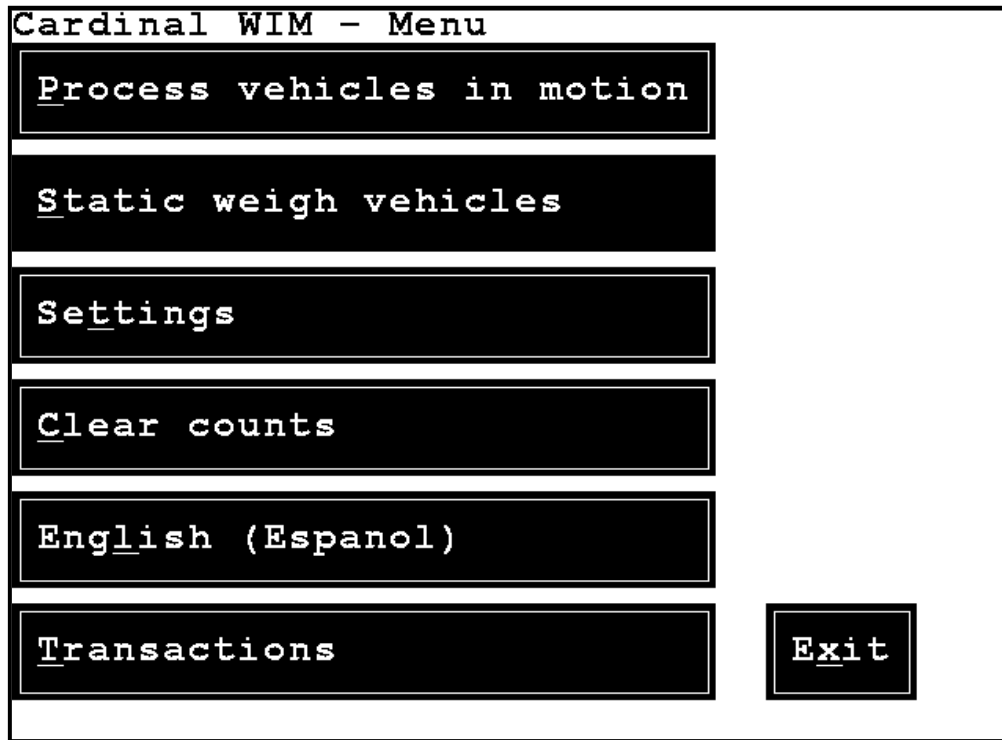 Cardinal WIM - Menu
Process vehicles in motion
Static weigh vehicles
Settings
Clear counts
English (Espanol)
Transactions
Exit